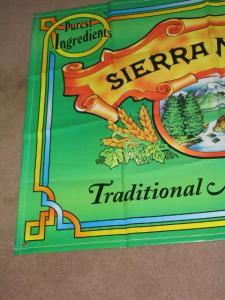 Purest
Ingredients
SIERRA N
Traditional